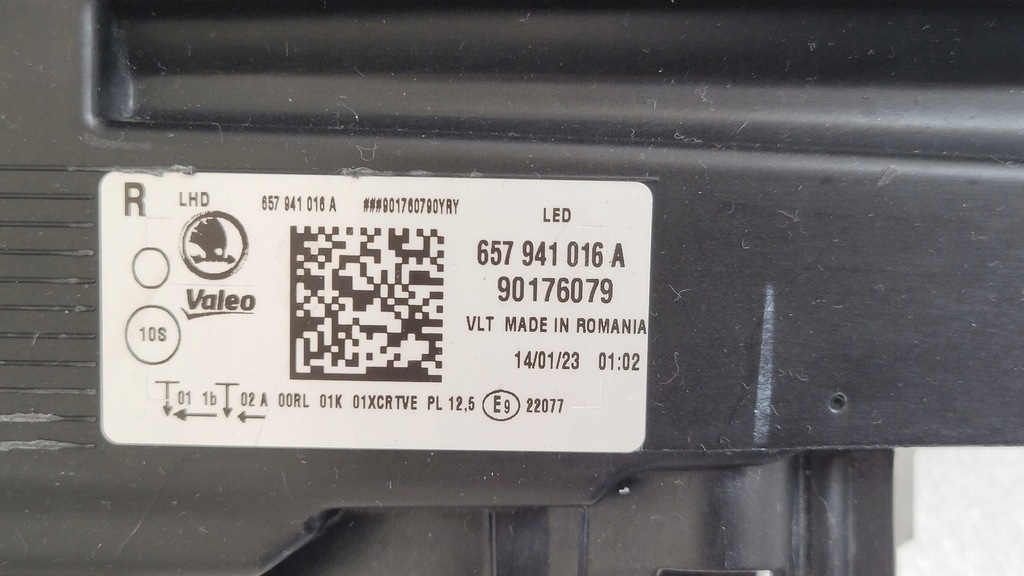 R LHD 657 941 016 A ###901760790YRY
LED
657 941 016 A
90176079
Valeo
VLT MADE IN ROMANIA
10S
14/01/23 01:02
01 1b 02 A 00RL 01K 01XCRTVE PL 12,5 E9 22077